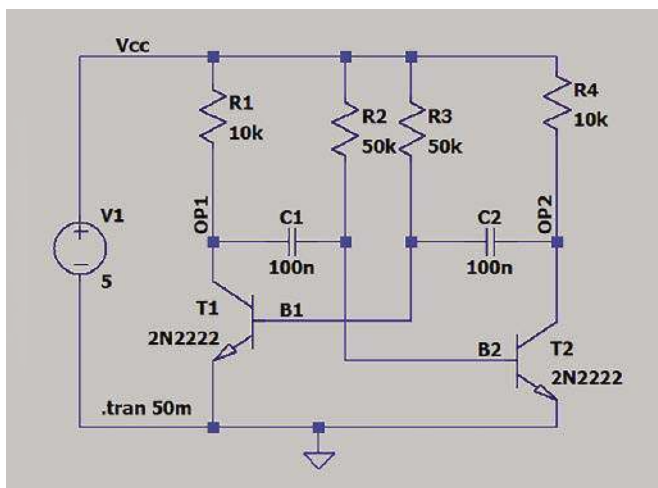 Vcc
R1
10k
R2
50k
R3
50k
R4
10k
V1
5
OP1
C1
100n
C2
100n
OP2
T1
2N2222
B1
B2
T2
2N2222
.tran 50m